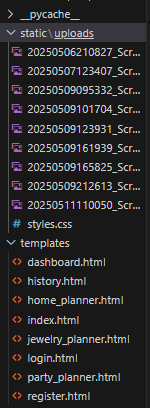 __pycache__
static\uploads
20250506210827_Scr...
20250507123407_Scr...
20250509095332_Scr...
20250509101704_Scr...
20250509123931_Scr...
20250509161939_Scr...
20250509165825_Scr...
20250509212613_Scr...
20250511110050_Scr...
# styles.css
templates
<> dashboard.html
<> history.html
<> home_planner.html
<> index.html
<> jewelry_planner.html
<> login.html
<> party_planner.html
<> register.html